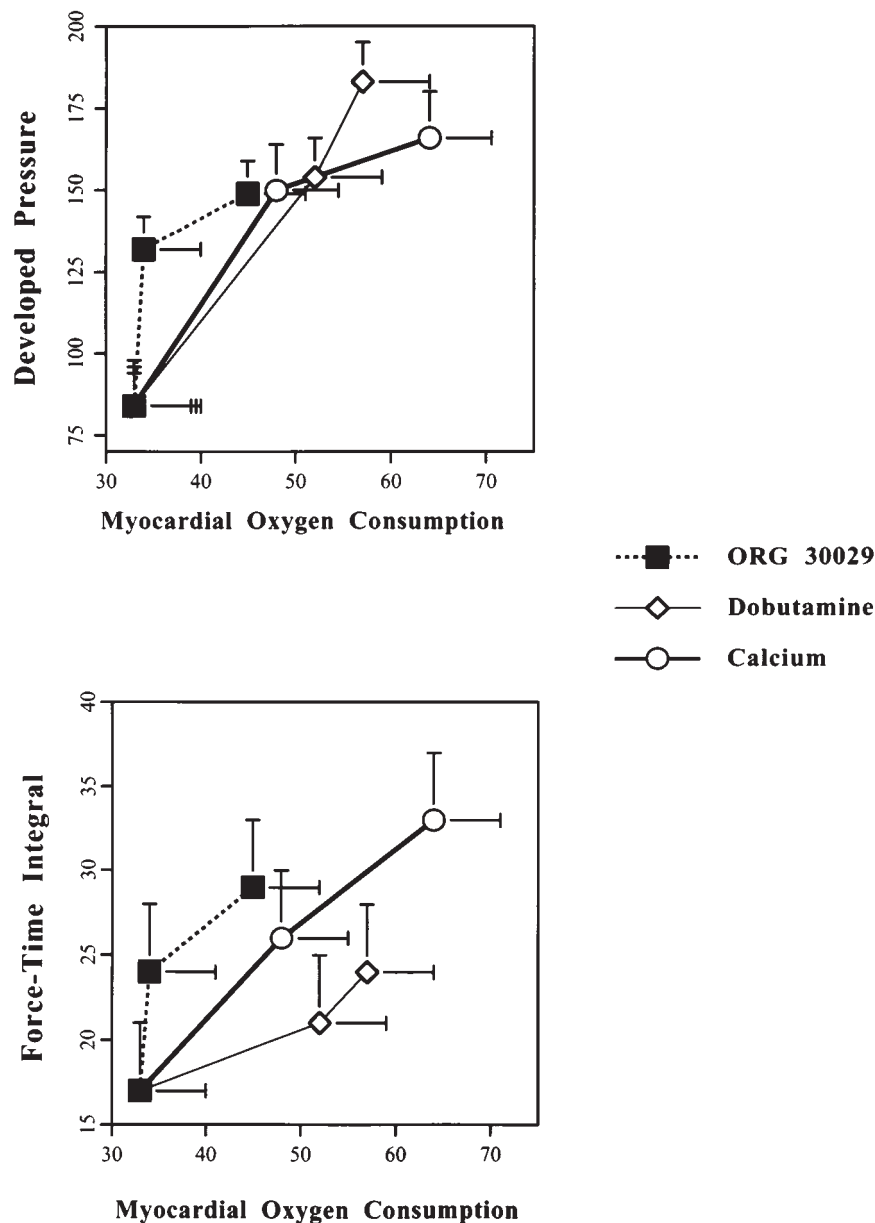 200
175
150
125
100
75
Developed Pressure
30 40 50 60 70
Myocardial Oxygen Consumption
ORG 30029
Dobutamine
Calcium
40
35
30
25
20
15
Force-Time Integral
30 40 50 60 70
Myocardial Oxygen Consumption